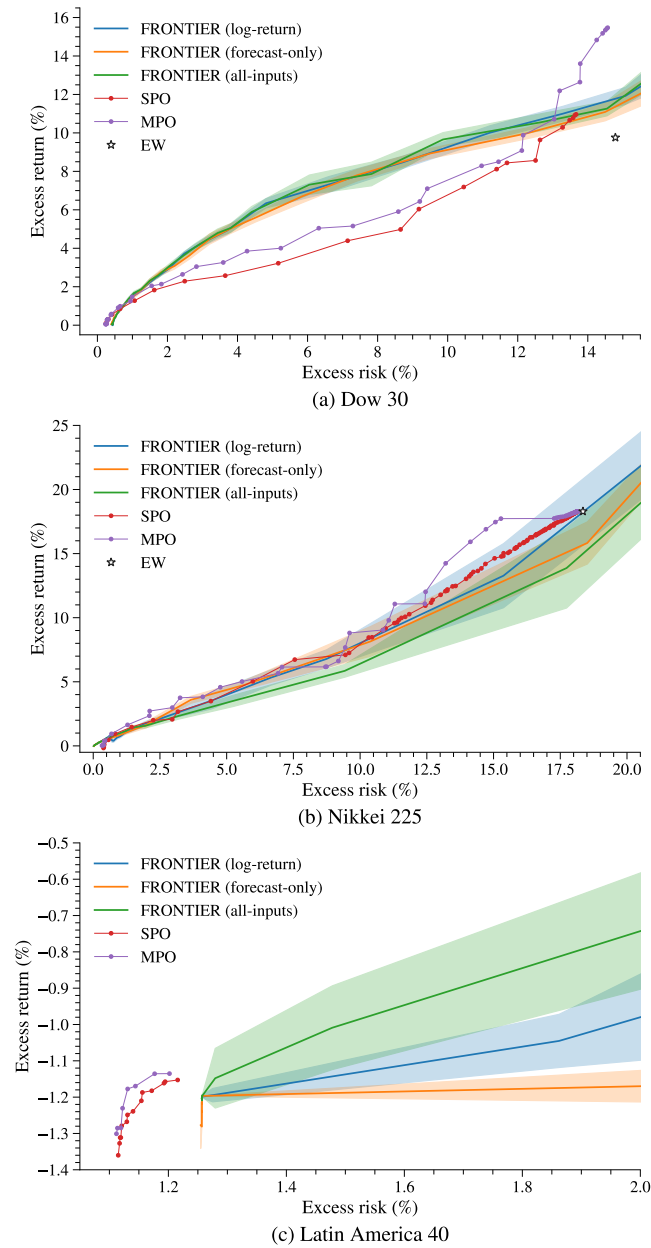 16
14
12
10
8
6
4
2
0
Excess return (%)
FRONTIER (log-return)
FRONTIER (forecast-only)
FRONTIER (all-inputs)
SPO
MPO
EW
0 2 4 6 8 10 12 14
Excess risk (%)
(a) Dow 30
25
20
15
10
5
0
Excess return (%)
FRONTIER (log-return)
FRONTIER (forecast-only)
FRONTIER (all-inputs)
SPO
MPO
EW
0.0 2.5 5.0 7.5 10.0 12.5 15.0 17.5 20.0
Excess risk (%)
(b) Nikkei 225
−0.5
−0.6
−0.7
−0.8
−0.9
−1.0
−1.1
−1.2
−1.3
−1.4
Excess return (%)
FRONTIER (log-return)
FRONTIER (forecast-only)
FRONTIER (all-inputs)
SPO
MPO
1.2 1.4 1.6 1.8 2.0
Excess risk (%)
(c) Latin America 40